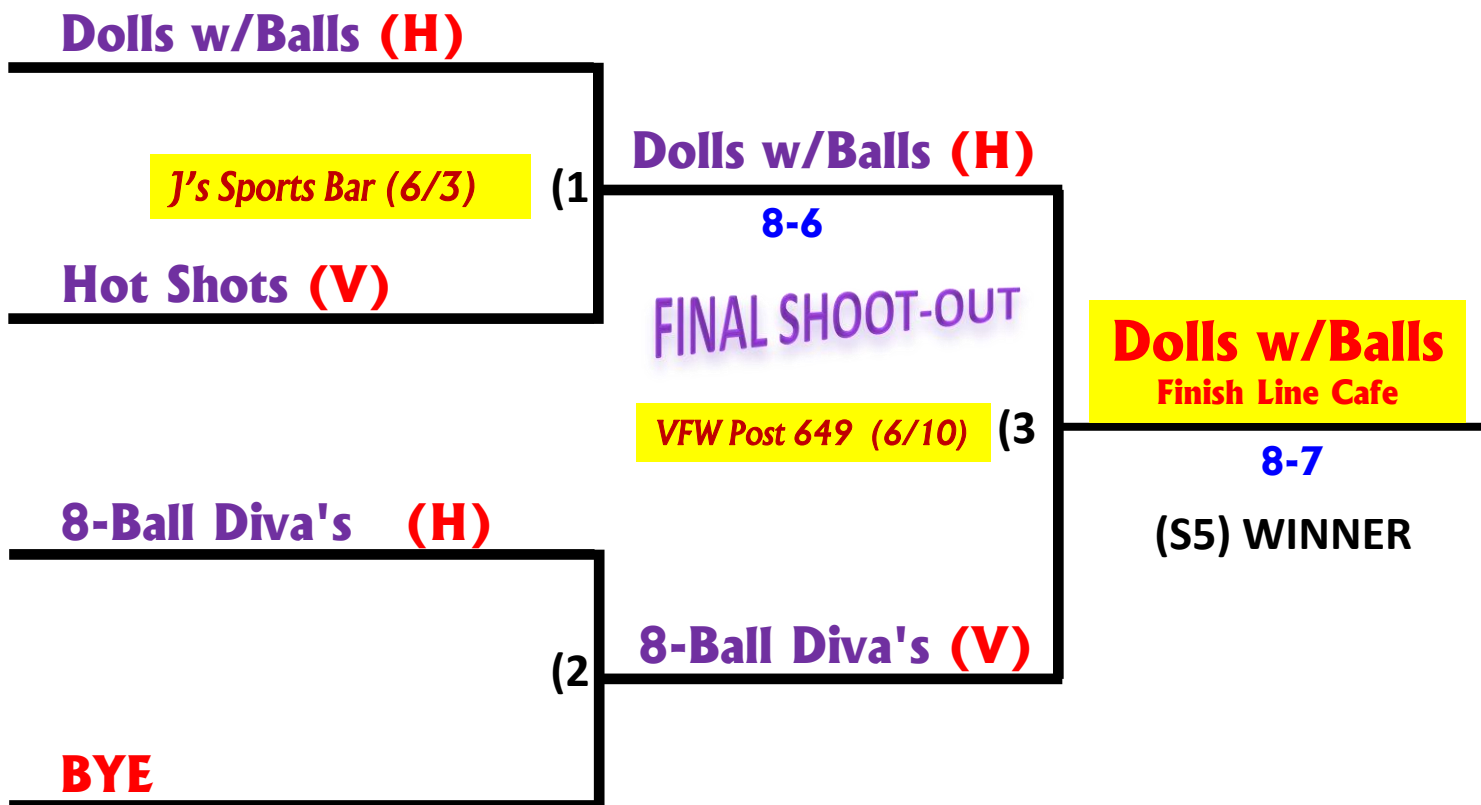 Dolls w/Balls (H)
J's Sports Bar (6/3)
(1
Hot Shots (V)
Dolls w/Balls (H)
8-6
FINAL SHOOT-OUT
VFW Post 649 (6/10)
(3
Dolls w/Balls
Finish Line Cafe
8-7
(S5) WINNER
8-Ball Diva's (H)
(2
8-Ball Diva's (V)
BYE